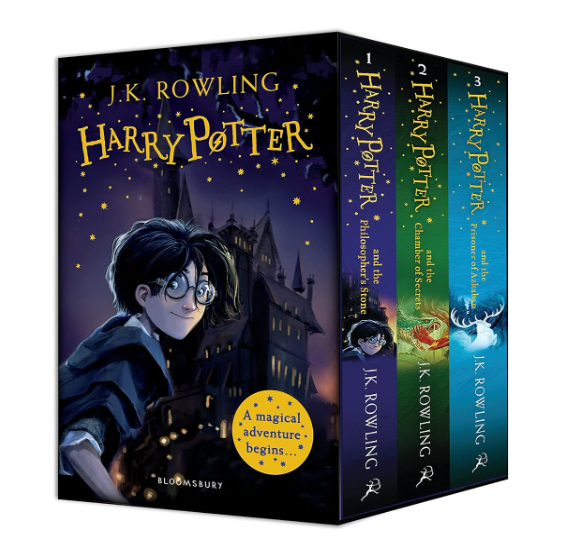 J.K. ROWLING
HARRY POTTER
A magical
adventure
begins...
BLOOMSBURY
1
HARRY POTTER
and the
Philosopher's Stone
J.K. ROWLING
2
HARRY POTTER
and the
Chamber of Secrets
J.K. ROWLING
3
HARRY POTTER
and the
Prisoner of Azkaban
J.K. ROWLING